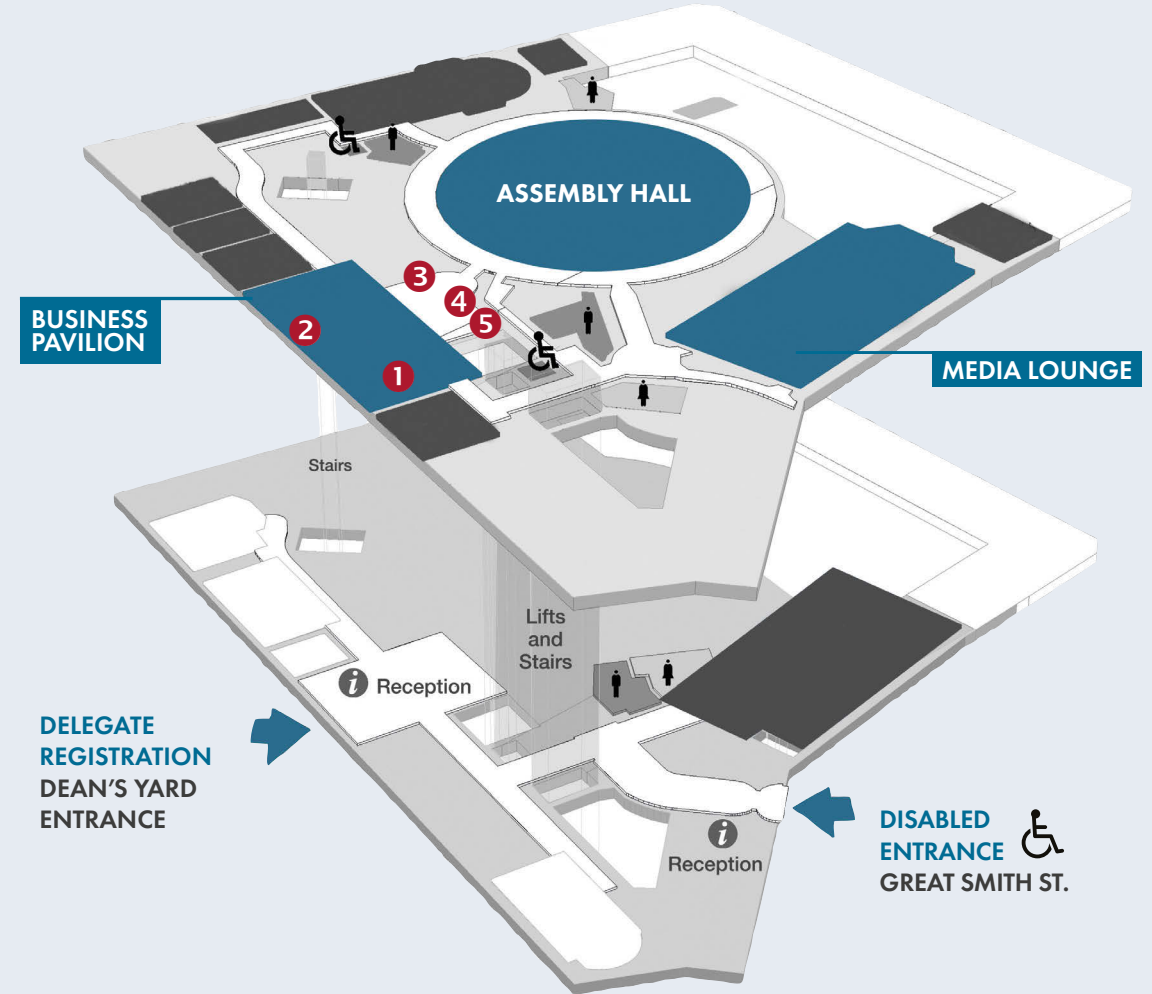 ASSEMBLY HALL
3
4
5
BUSINESS
PAVILION
2
1
MEDIA LOUNGE
Stairs
Lifts
and
Stairs
i Reception
DELEGATE
REGISTRATION
DEAN'S YARD
ENTRANCE
i
Reception
DISABLED
ENTRANCE
GREAT SMITH ST.